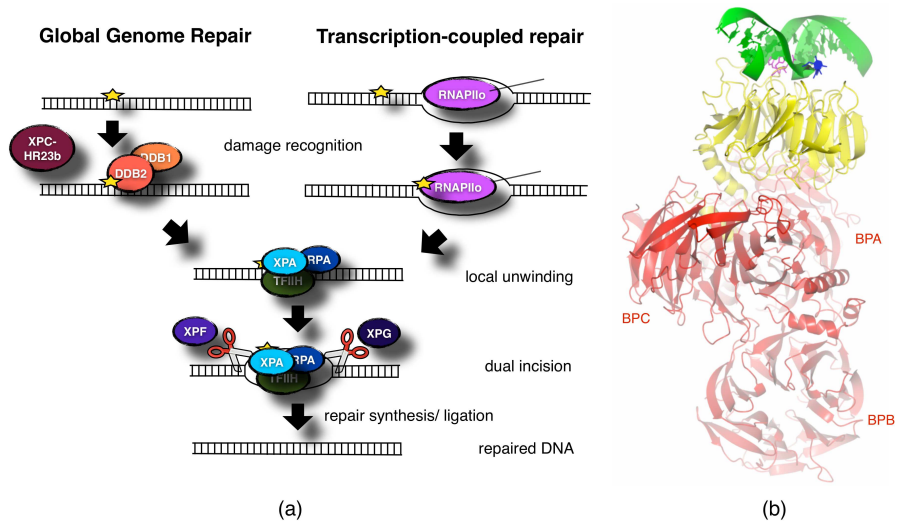 Global Genome Repair
Transcription-coupled repair
RNAPIIo
XPC-
HR23b
DDB1
DDB2
damage recognition
RNAPIIo
XPA
RPA
TFIIH
local unwinding
XPF
XPG
XPA
RPA
TFIIH
dual incision
repair synthesis/ ligation
repaired DNA
(a)
BPA
BPC
BPB
(b)